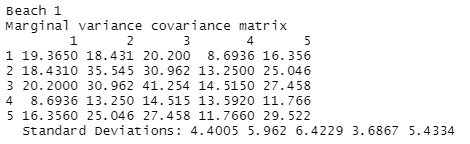 Beach 1
Marginal variance covariance matrix
1 2 3 4 5
1 19.3650 18.431 20.200 8.6936 16.356
2 18.4310 35.545 30.962 13.2500 25.046
3 20.2000 30.962 41.254 14.5150 27.458
4 8.6936 13.250 14.515 13.5920 11.766
5 16.3560 25.046 27.458 11.7660 29.522
Standard Deviations: 4.4005 5.962 6.4229 3.6867 5.4334